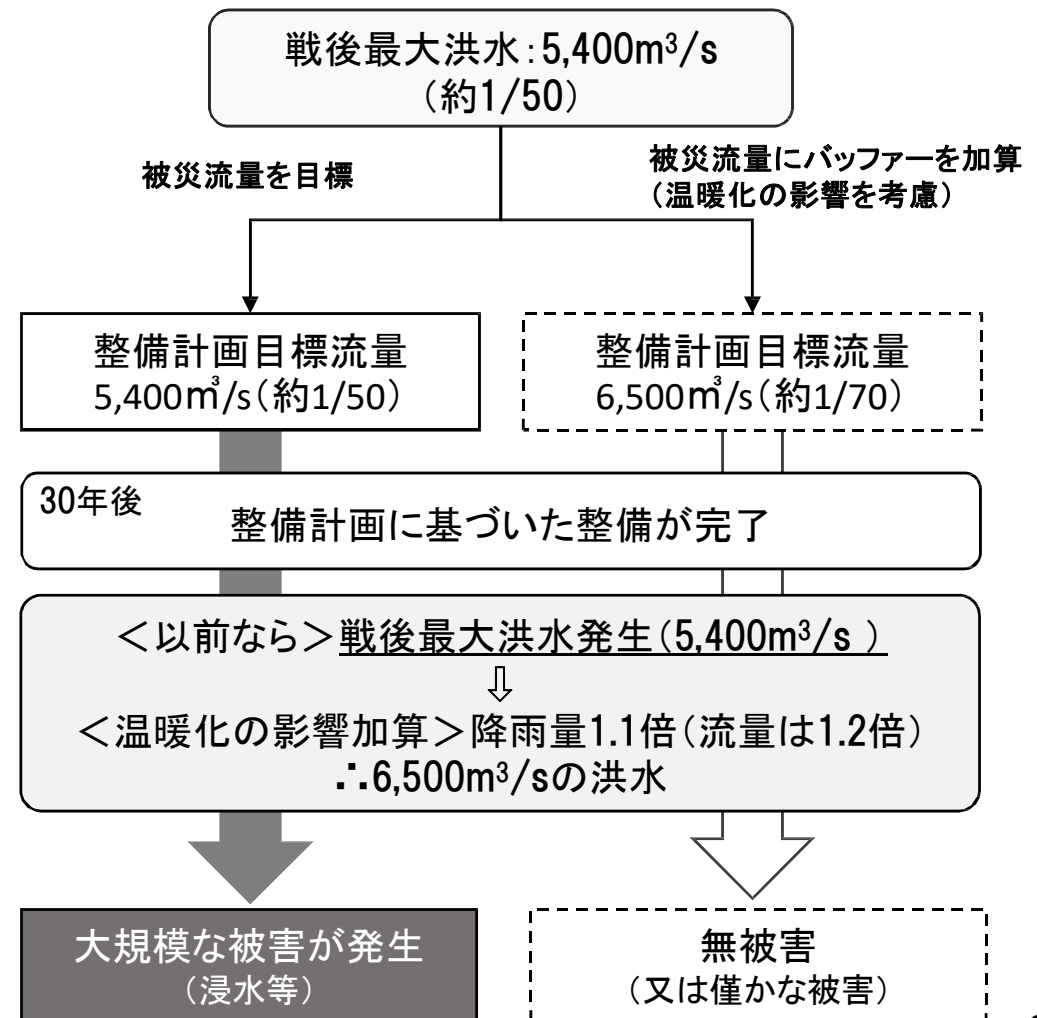 戦後最大洪水：5,400m³/s
（約1/50）
被災流量を目標
被災流量にバッファーを加算
（温暖化の影響を考慮）
整備計画目標流量
5,400㎥/s（約1/50）
整備計画目標流量
6,500㎥/s（約1/70）
30年後
整備計画に基づいた整備が完了
＜以前なら＞戦後最大洪水発生（5,400m³/s ）
⇩
＜温暖化の影響加算＞降雨量1.1倍（流量は1.2倍）
∴6,500m³/sの洪水
大規模な被害が発生
（浸水等）
無被害
（又は僅かな被害）